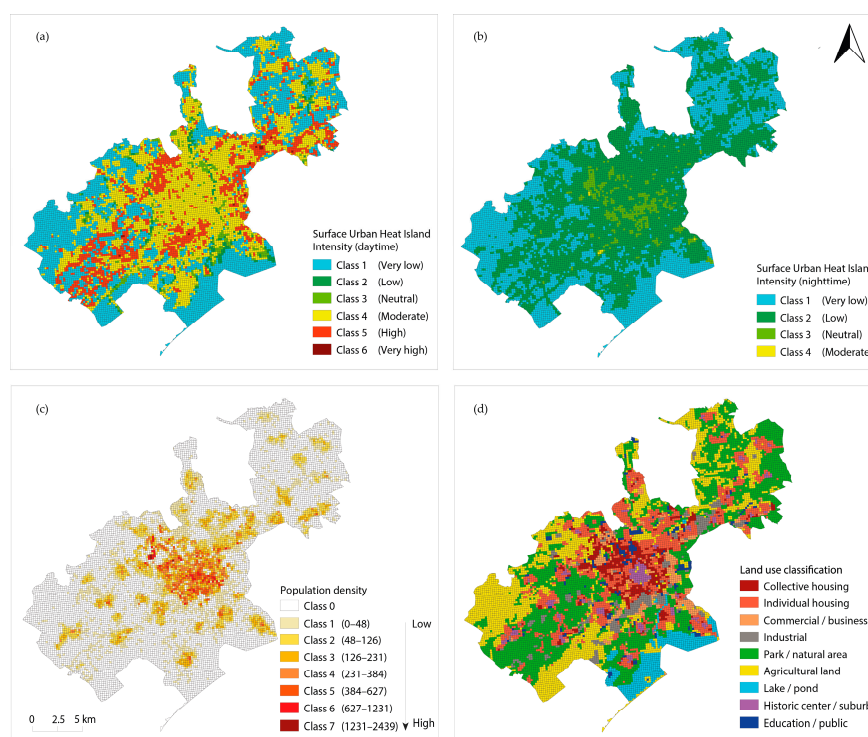 (a)
Surface Urban Heat Island
Intensity (daytime)
Class 1 (Very low)
Class 2 (Low)
Class 3 (Neutral)
Class 4 (Moderate)
Class 5 (High)
Class 6 (Very high)
(b)
Surface Urban Heat Islan
Intensity (nighttime)
Class 1 (Very low)
Class 2 (Low)
Class 3 (Neutral)
Class 4 (Moderate
(c)
Population density
Class 0
Class 1 (0–48)
Class 2 (48–126)
Class 3 (126–231)
Class 4 (231–384)
Class 5 (384–627)
Class 6 (627–1231)
Class 7 (1231–2439)
Low
High
0 2.5 5 km
(d)
Land use classification
Collective housing
Individual housing
Commercial / business
Industrial
Park / natural area
Agricultural land
Lake / pond
Historic center / suburb
Education / public